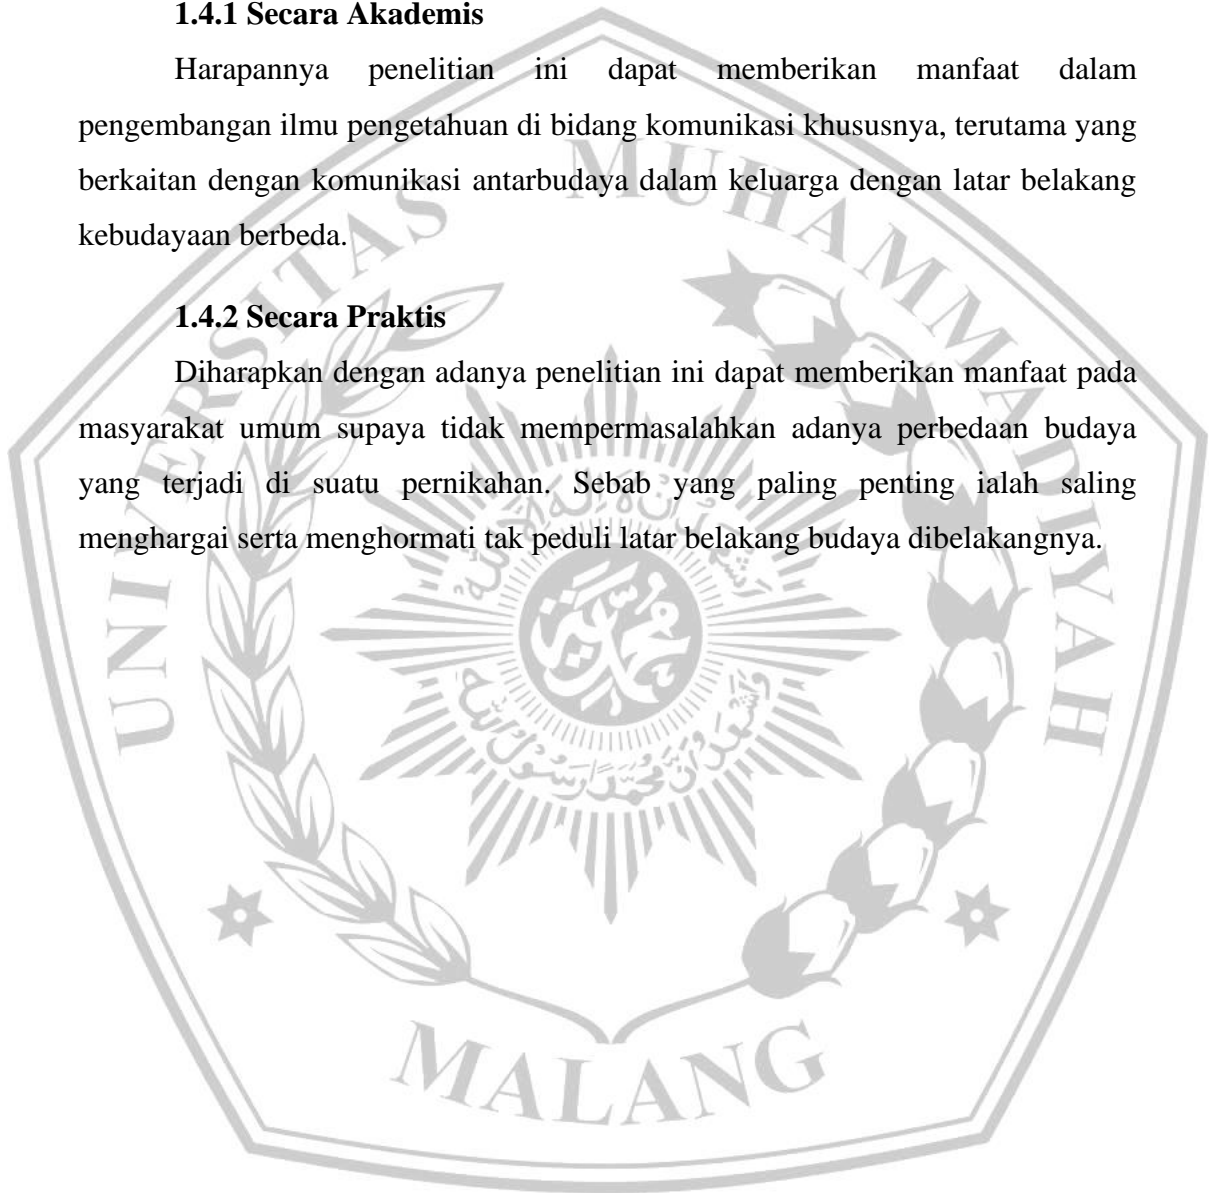 1.4.1 Secara Akademis
Harapannya penelitian ini dapat memberikan manfaat dalam
pengembangan ilmu pengetahuan di bidang komunikasi khususnya, terutama yang
berkaitan dengan komunikasi antarbudaya dalam keluarga dengan latar belakang
kebudayaan berbeda.
1.4.2 Secara Praktis
Diharapkan dengan adanya penelitian ini dapat memberikan manfaat pada
masyarakat umum supaya tidak mempermasalahkan adanya perbedaan budaya
yang terjadi di suatu pernikahan. Sebab yang paling penting ialah saling
menghargai serta menghormati tak peduli latar belakang budaya dibelakangnya.
UNIVERSITAS MUHAMMADIYAH
MALANG